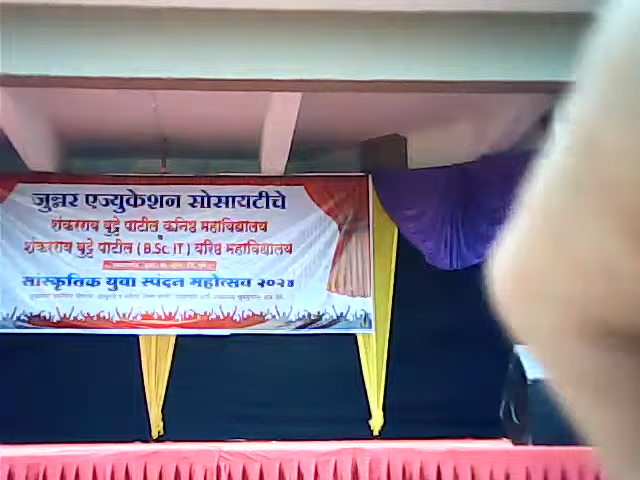 जुन्नर एज्युकेशन सोसायटीचे
शंकरराव बुट्टे पाटील कनिष्ठ महाविद्यालय
शंकरराव बुट्टे पाटील ( B.Sc. IT ) वरिष्ठ महाविद्यालय
सांस्कृतिक युवा स्पंदन महोत्सव